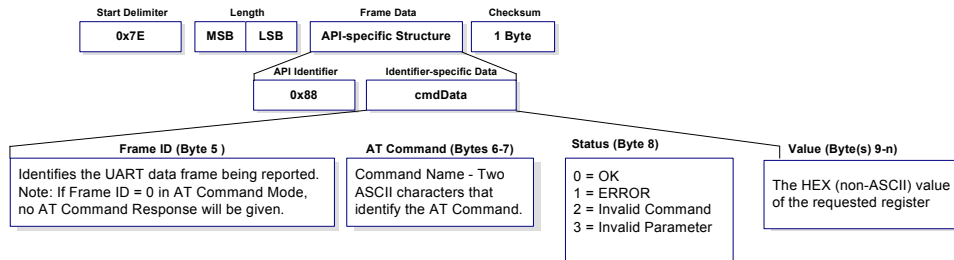 Start Delimiter
Length
Frame Data
Checksum
0x7E
MSB
LSB
API-specific Structure
1 Byte
API Identifier
Identifier-specific Data
0x88
cmdData
Frame ID (Byte 5 )
Identifies the UART data frame being reported.
Note: If Frame ID = 0 in AT Command Mode,
no AT Command Response will be given.
AT Command (Bytes 6-7)
Command Name - Two
ASCII characters that
identify the AT Command.
Status (Byte 8)
0 = OK
1 = ERROR
2 = Invalid Command
3 = Invalid Parameter
Value (Byte(s) 9-n)
The HEX (non-ASCII) value
of the requested register